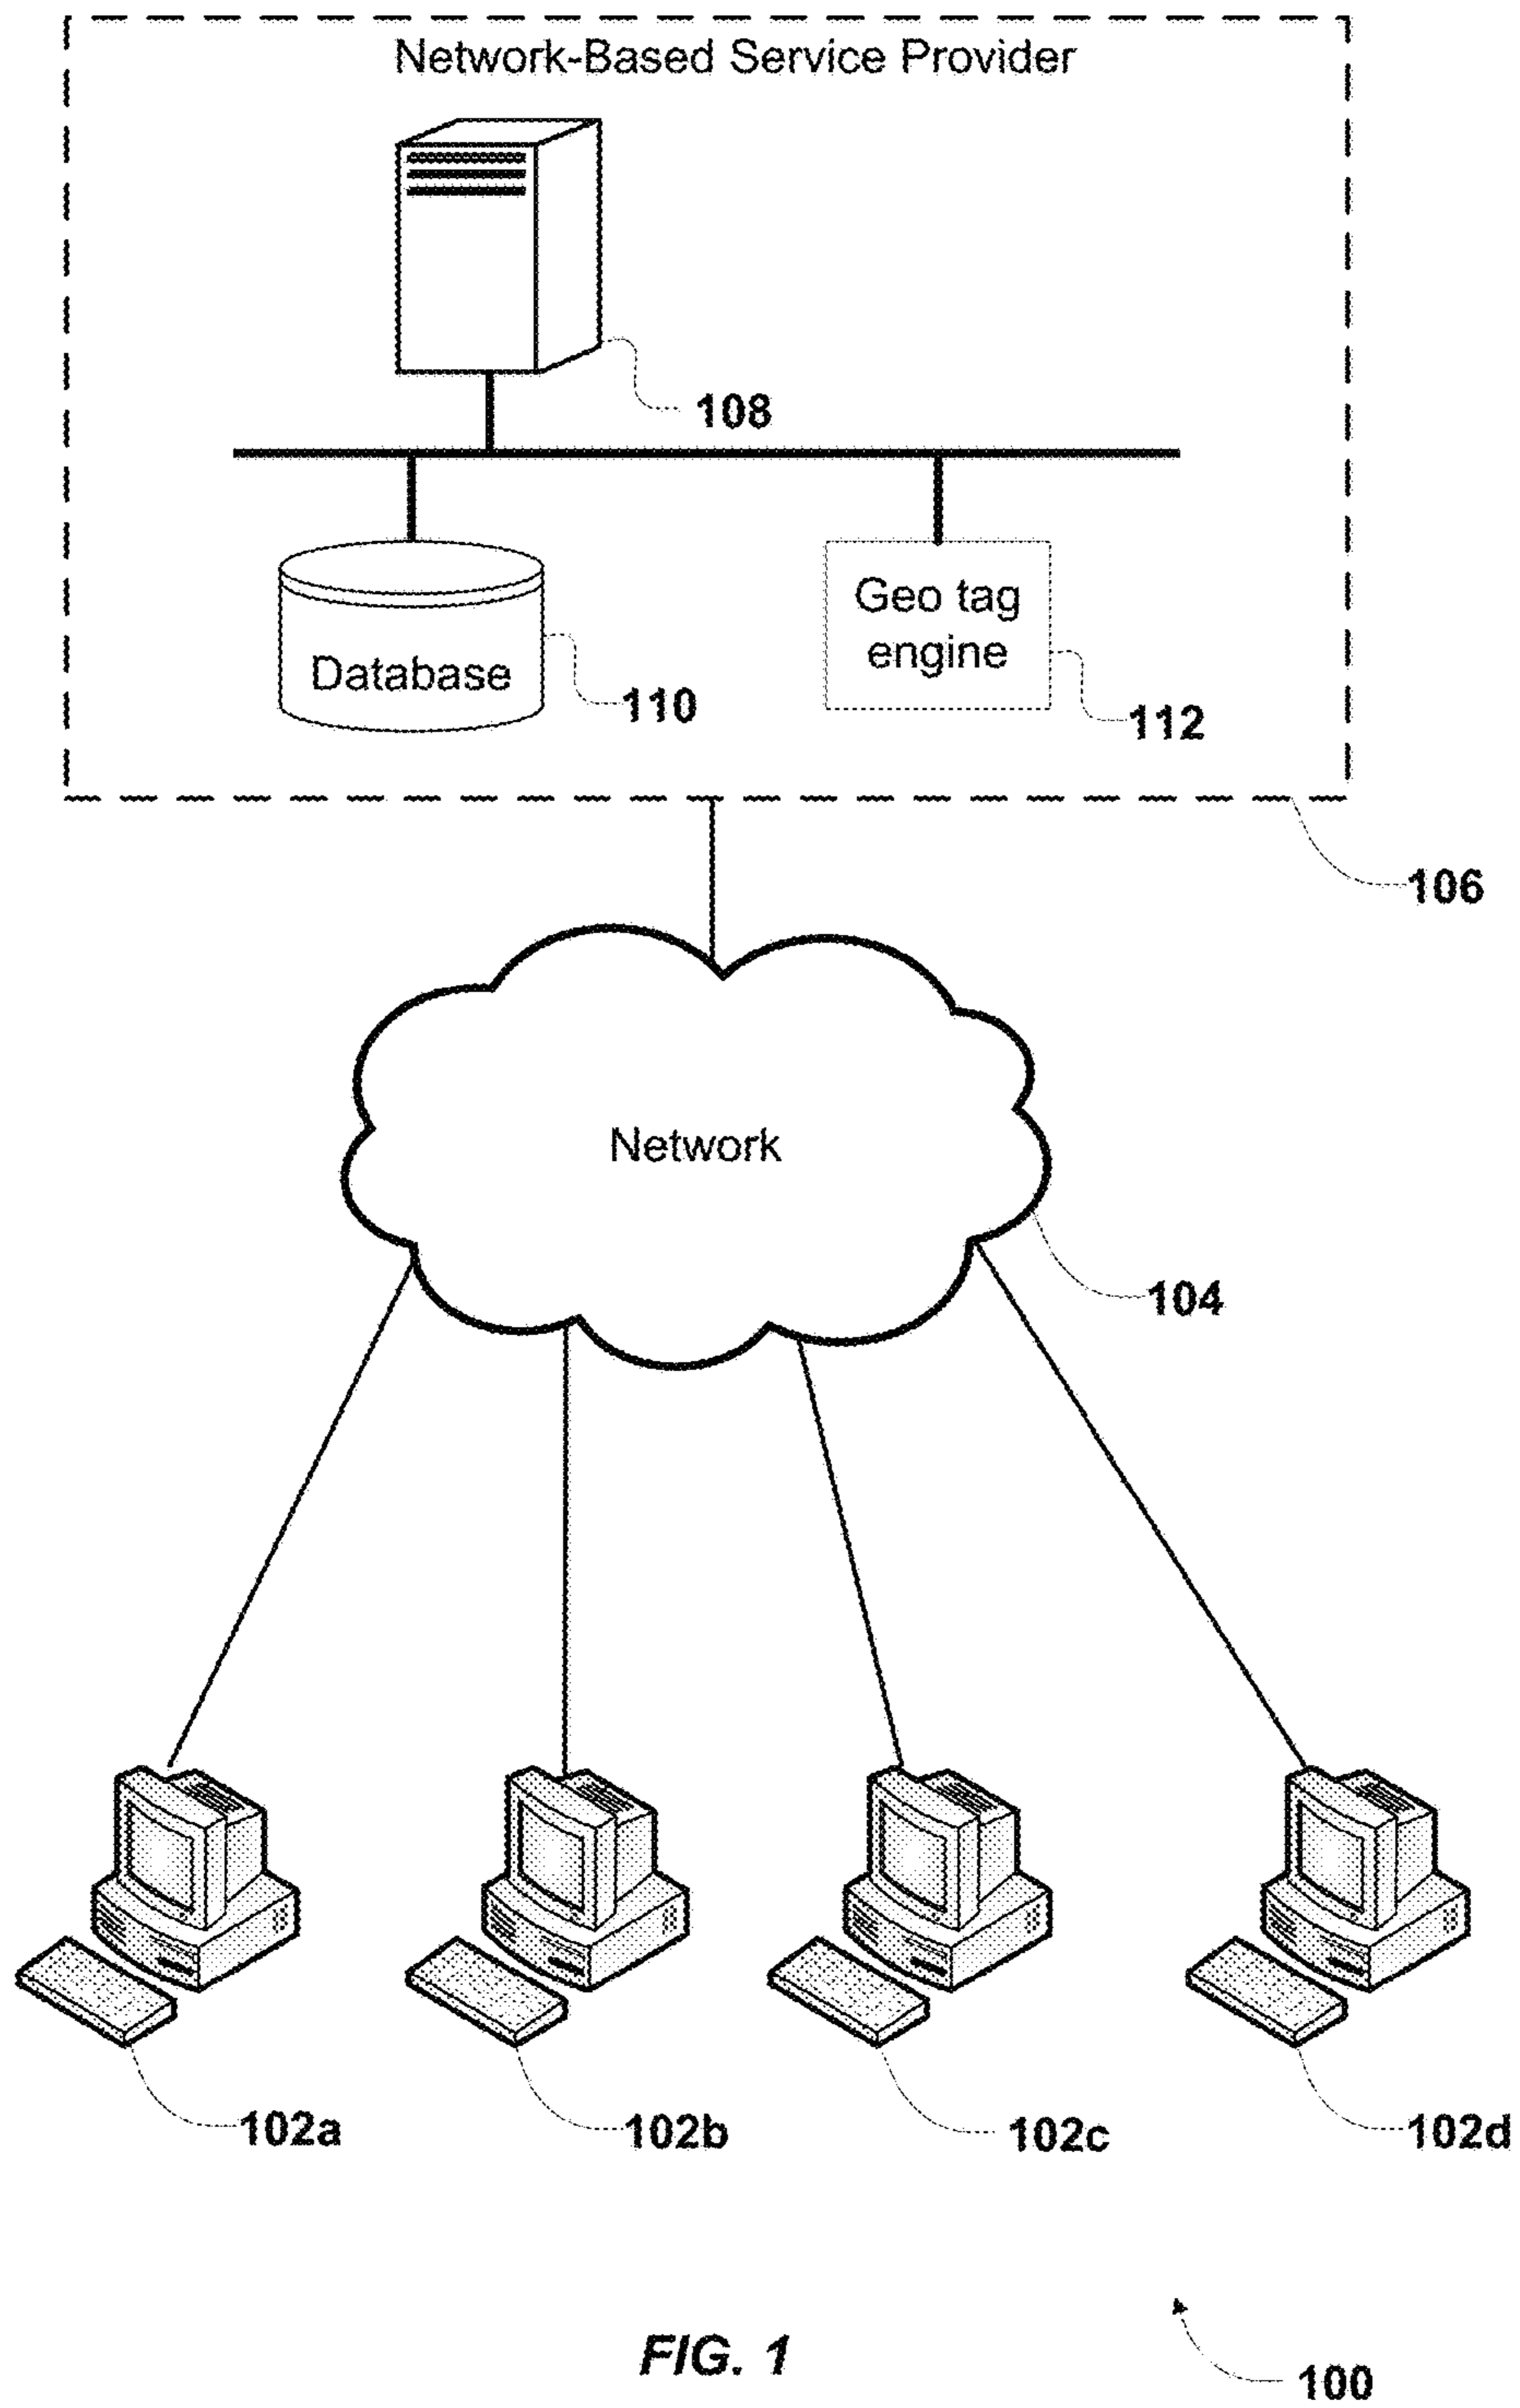 Network-Based Service Provider
108
Database
110
Geo tag
engine
112
106
Network
104
102a
102b
102c
102d
FIG. 1
100